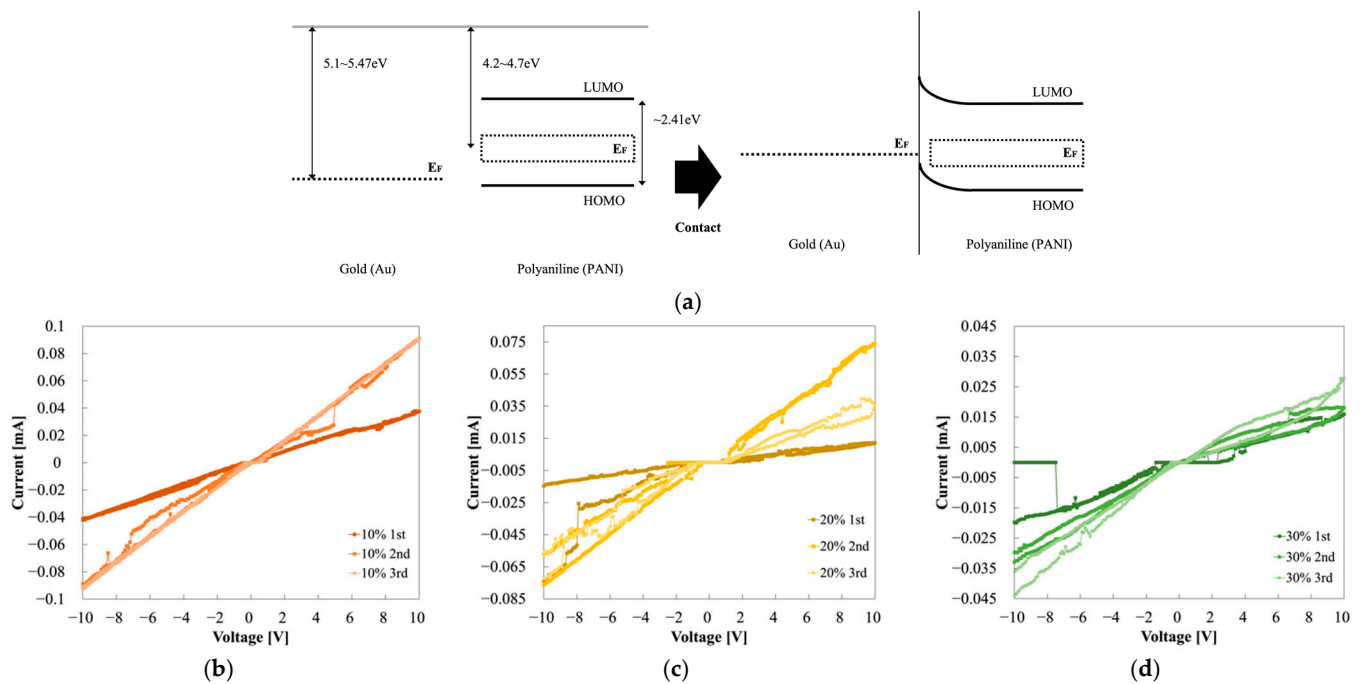 5.1~5.47eV
4.2~4.7eV
LUMO
~2.41eV
EF
EF
HOMO
Gold (Au)
Polyaniline (PANI)
Contact
LUMO
EF
EF
HOMO
Gold (Au)
Polyaniline (PANI)
(a)
0.1
0.08
0.06
0.04
0.02
0
−0.02
−0.04
−0.06
−0.08
−0.1
Current [mA]
10% 1st
10% 2nd
10% 3rd
−10 −8 −6 −4 −2 0 2 4 6 8 10
Voltage [V]
(b)
0.075
0.055
0.035
0.015
−0.005
−0.025
−0.045
−0.065
−0.085
Current [mA]
20% 1st
20% 2nd
20% 3rd
−10 −8 −6 −4 −2 0 2 4 6 8 10
Voltage [V]
(c)
0.045
0.035
0.025
0.015
0.005
−0.005
−0.015
−0.025
−0.035
−0.045
Current [mA]
30% 1st
30% 2nd
30% 3rd
−10 −8 −6 −4 −2 0 2 4 6 8 10
Voltage [V]
(d)